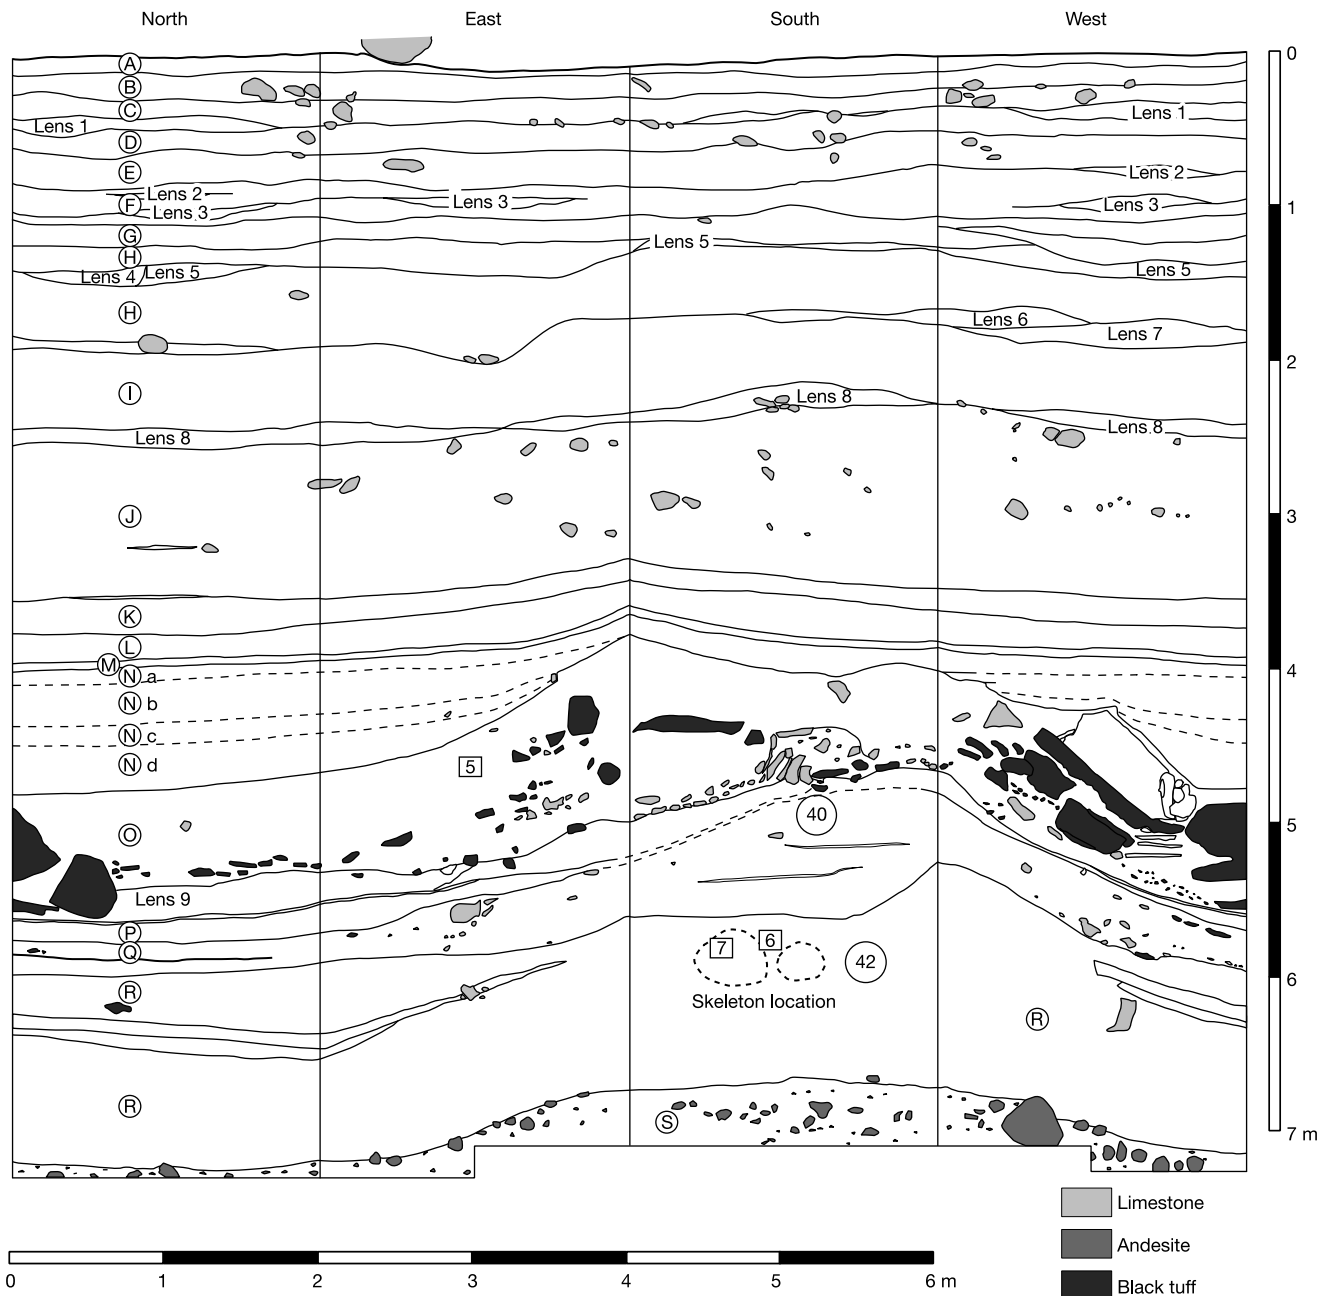 North East South West
0
A
B
C
Lens 1 Lens 1
D
E
Lens 2 Lens 2
F Lens 3 Lens 3 Lens 3
1
G
H Lens 5
Lens 4 Lens 5 Lens 5
H
Lens 6
Lens 7
2
I
Lens 8
Lens 8 Lens 8
J
3
K
L
M
N a
4
N b
N c
N d
5
O
40
5
Lens 9
P
Q
7 6 42
6
R
Skeleton location
R
R
S
7 m
Limestone
Andesite
Black tuff
0 1 2 4 5 6 m